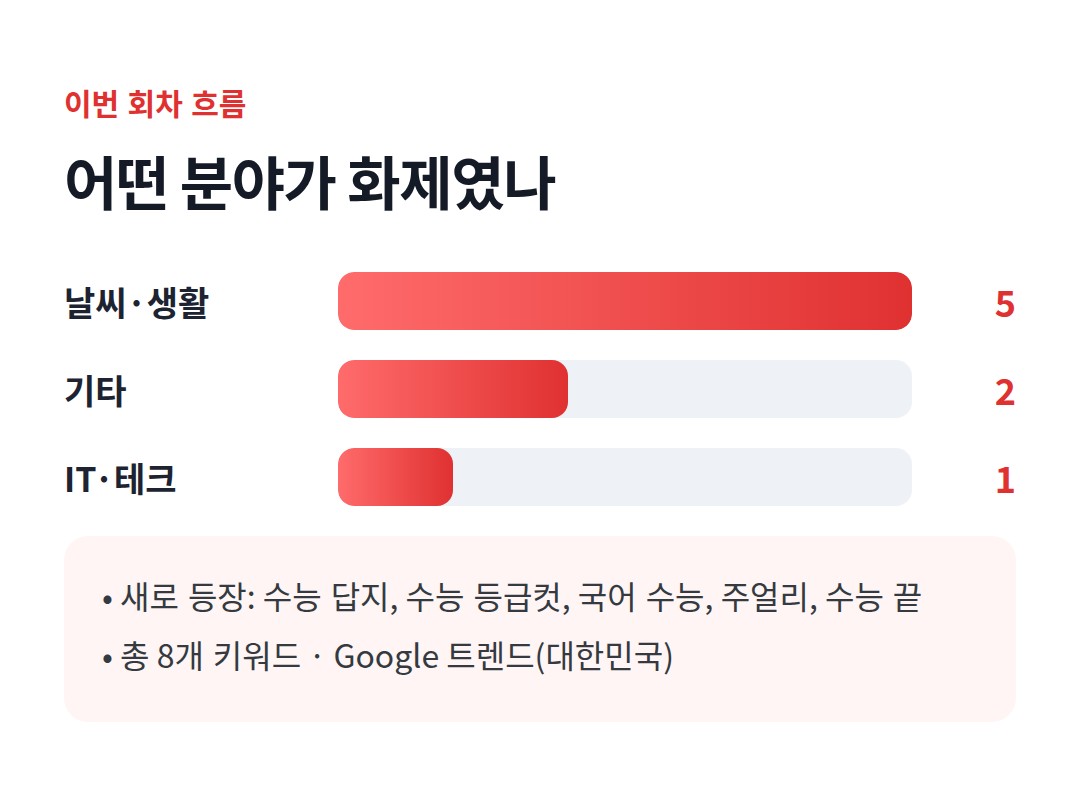 이번 회차 흐름
어떤 분야가 화제였나
날씨·생활 5
기타 2
IT·테크 1
• 새로 등장: 수능 답지, 수능 등급컷, 국어 수능, 주얼리, 수능 끝
• 총 8개 키워드 · Google 트렌드(대한민국)